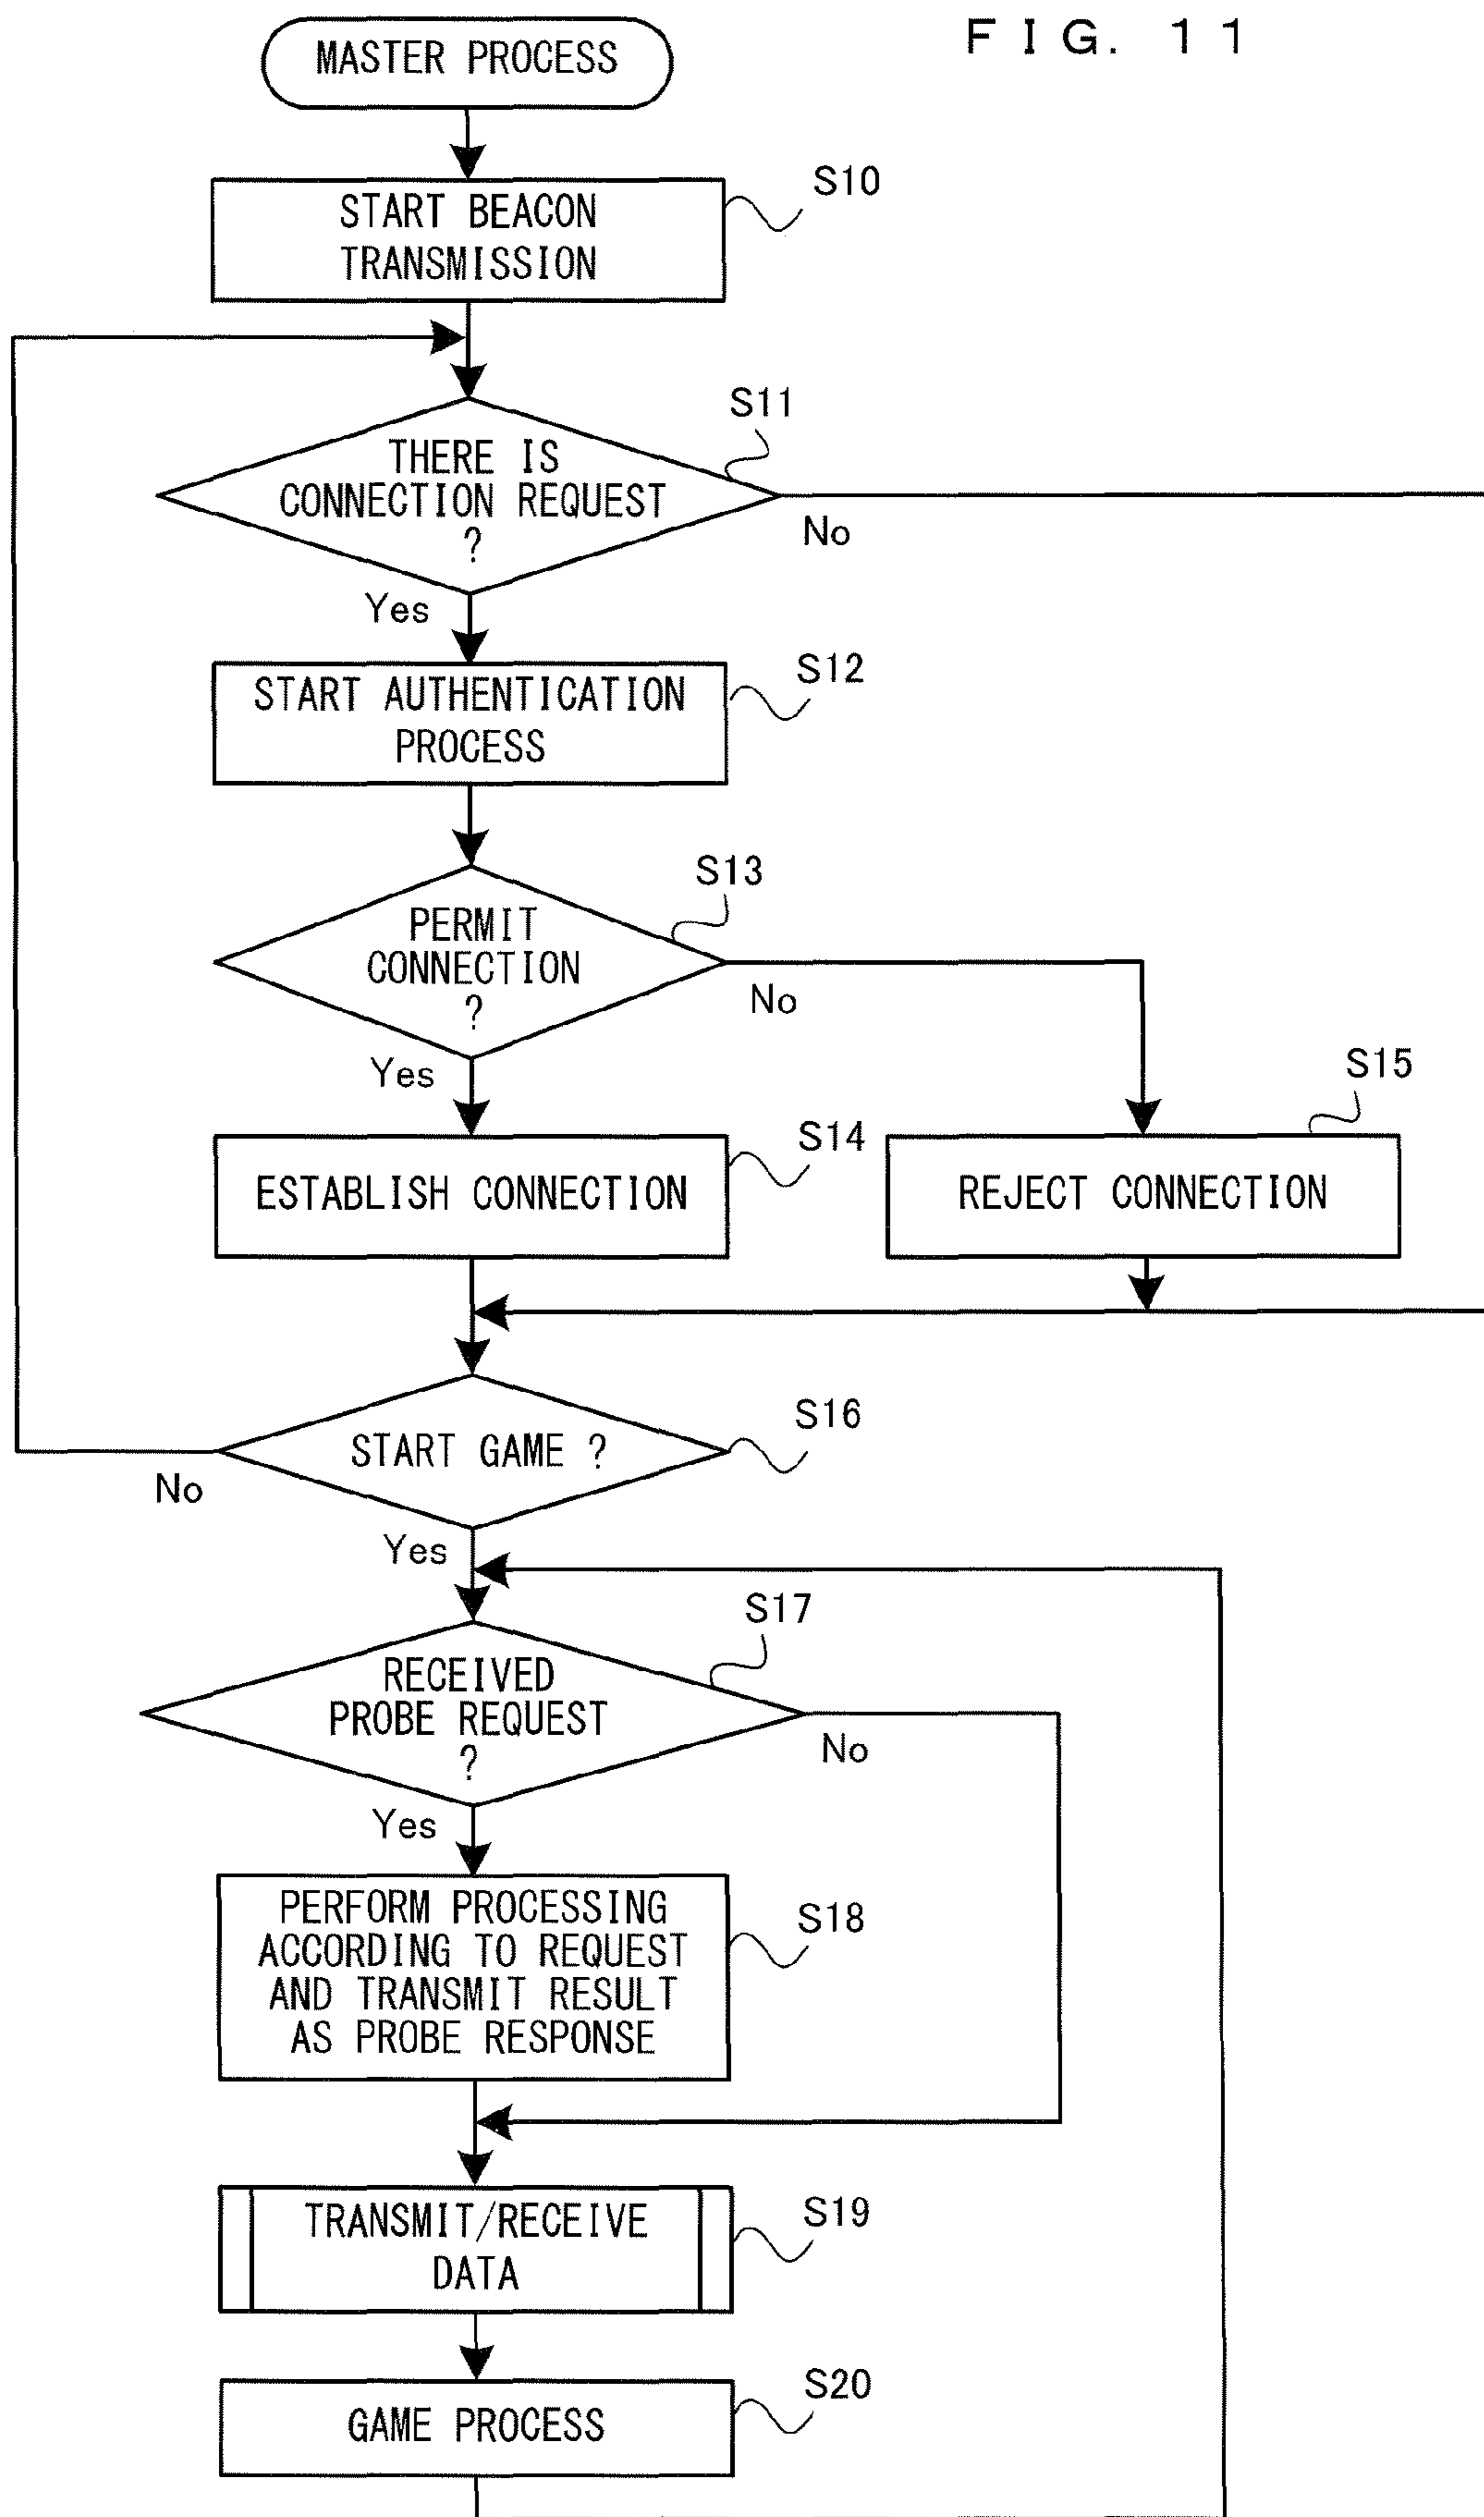 FIG. 11
MASTER PROCESS
S10
START BEACON
TRANSMISSION
S11
THERE IS
CONNECTION REQUEST
?
No
Yes
S12
START AUTHENTICATION
PROCESS
S13
PERMIT
CONNECTION
?
No
Yes
S14
ESTABLISH CONNECTION
S15
REJECT CONNECTION
S16
START GAME ?
No
Yes
S17
RECEIVED
PROBE REQUEST
?
No
Yes
S18
PERFORM PROCESSING
ACCORDING TO REQUEST
AND TRANSMIT RESULT
AS PROBE RESPONSE
S19
TRANSMIT/RECEIVE
DATA
S20
GAME PROCESS